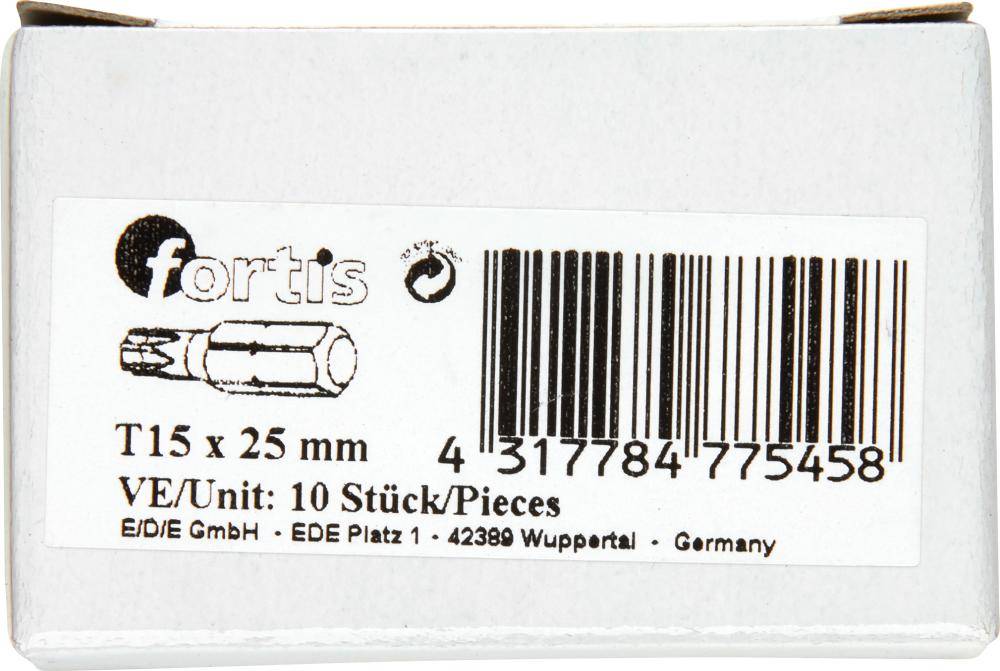 fortis
T15 x 25 mm
VE/Unit: 10 Stück/Pieces
E/D/E GmbH - EDE Platz 1 - 42389 Wuppertal - Germany
4 317784 775458